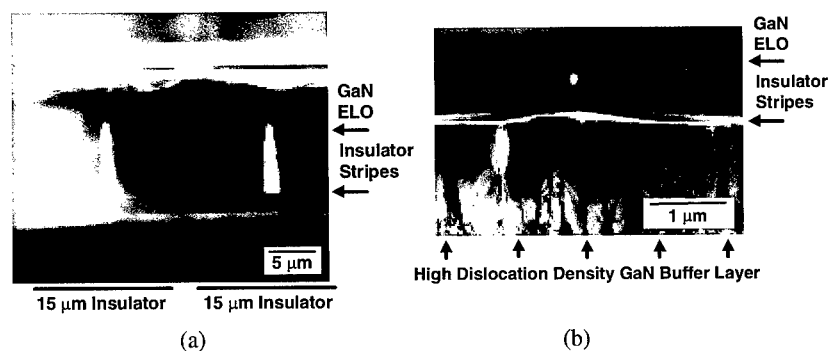 GaN
ELO
Insulator
Stripes
5 μm
15 μm Insulator 15 μm Insulator
(a)
GaN
ELO
Insulator
Stripes
1 μm
High Dislocation Density GaN Buffer Layer
(b)